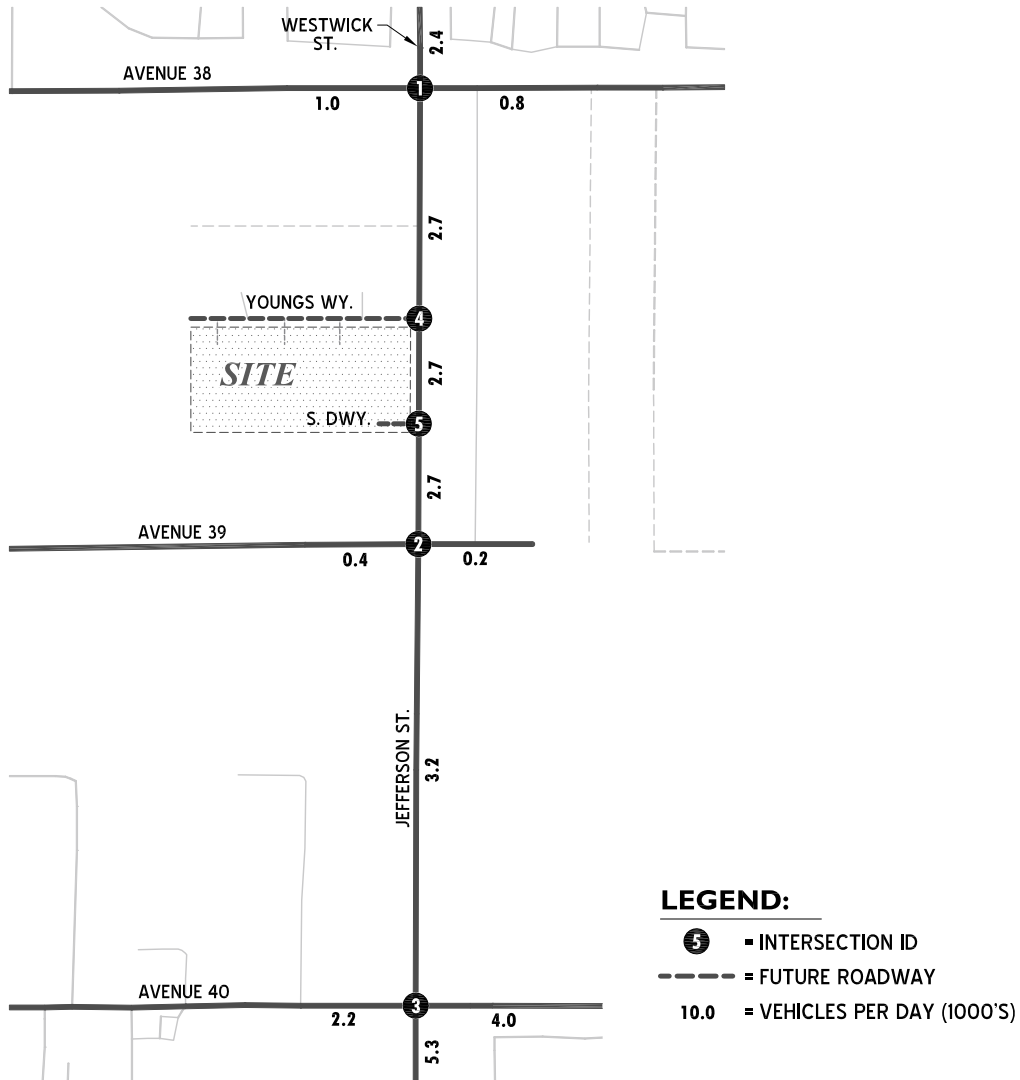 WESTWICK
ST.
2.4
AVENUE 38
1
1.0
0.8
2.7
YOUNGS WY.
4
SITE
2.7
S. DWY.
5
2.7
AVENUE 39
2
0.4
0.2
JEFFERSON ST.
3.2
LEGEND:
5 = INTERSECTION ID
= FUTURE ROADWAY
10.0 = VEHICLES PER DAY (1000'S)
AVENUE 40
3
2.2
4.0
5.3